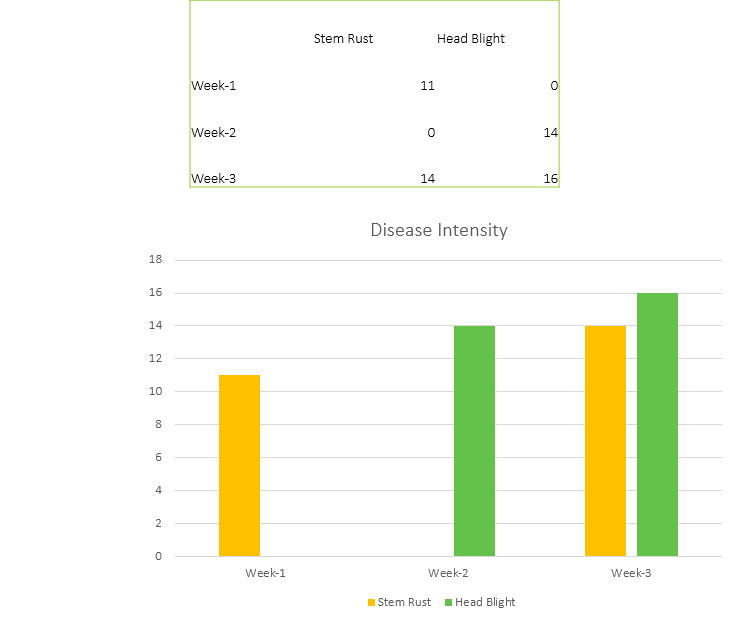 Stem Rust Head Blight
Week-1 11 0
Week-2 0 14
Week-3 14 16
Disease Intensity
18
16
14
12
10
8
6
4
2
0
Week-1 Week-2 Week-3
Stem Rust Head Blight